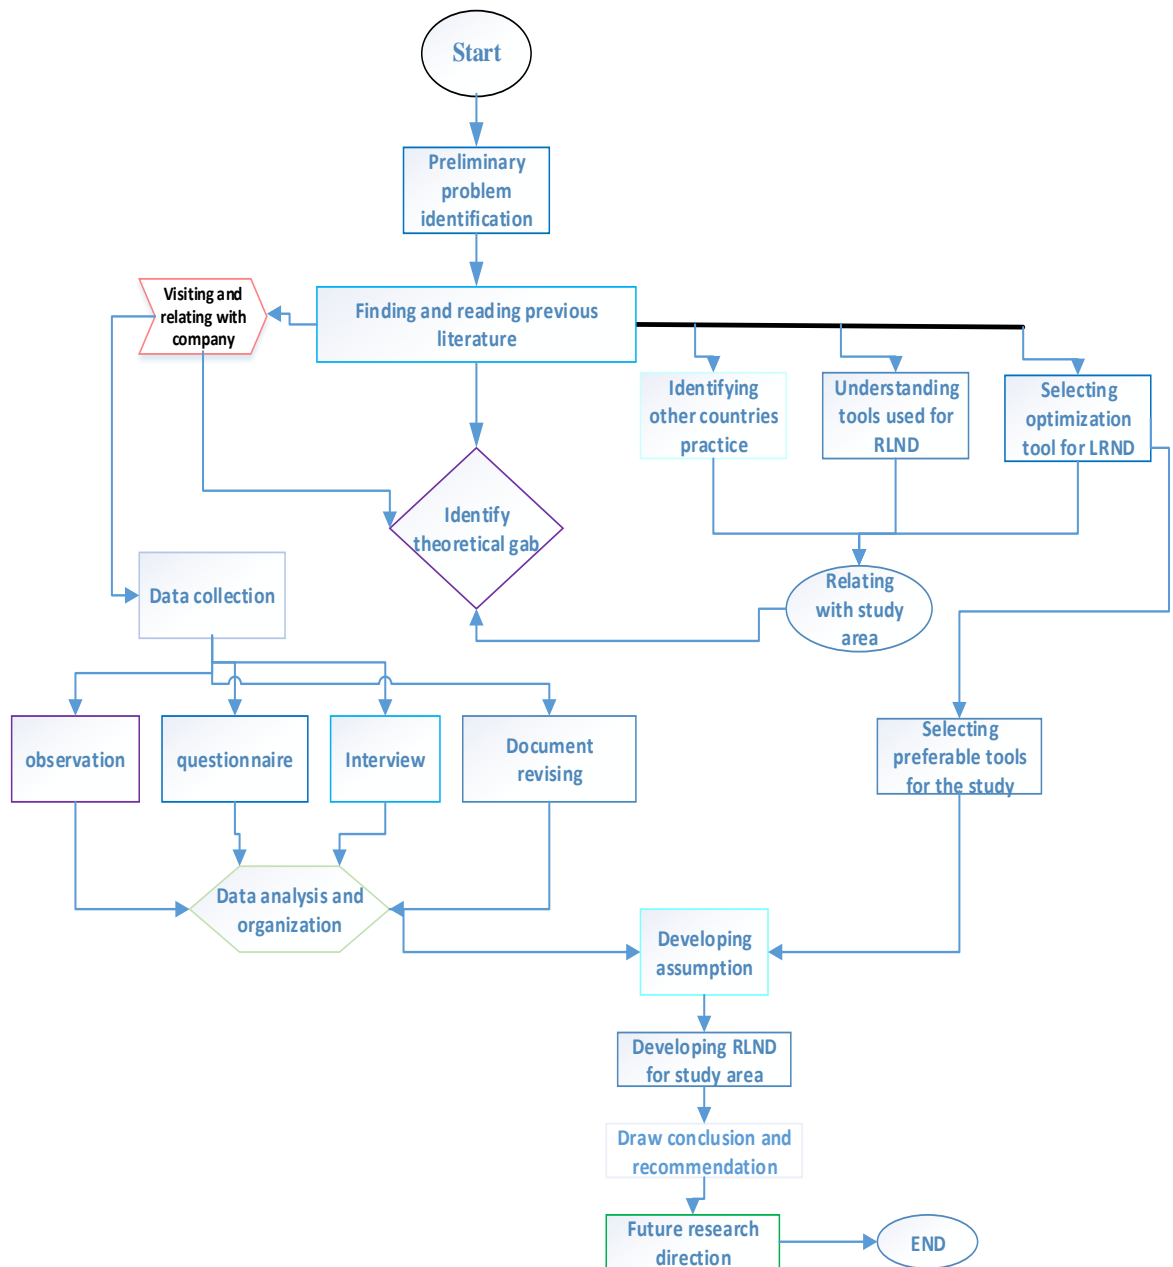 Start
Preliminary
problem
identification
Visiting and
relating with
company
Finding and reading previous
literature
Identifying
other countries
practice
Understanding
tools used for
RLND
Selecting
optimization
tool for LRND
Identify
theoretical gab
Data collection
Relating
with study
area
observation
questionnaire
Interview
Document
revising
Selecting
preferable tools
for the study
Data analysis and
organization
Developing
assumption
Developing RLND
for study area
Draw conclusion and
recommendation
Future research
direction
END